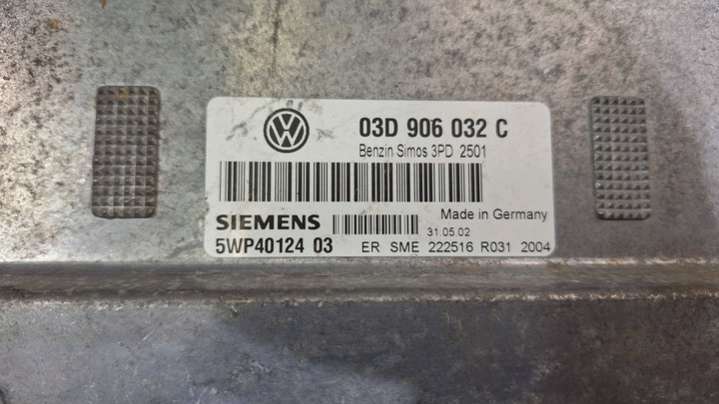 03D 906 032 C
Benzin Simos 3PD 2501
Made in Germany
SIEMENS
31.05.02
5WP40124 03 ER SME 222516 R031 2004